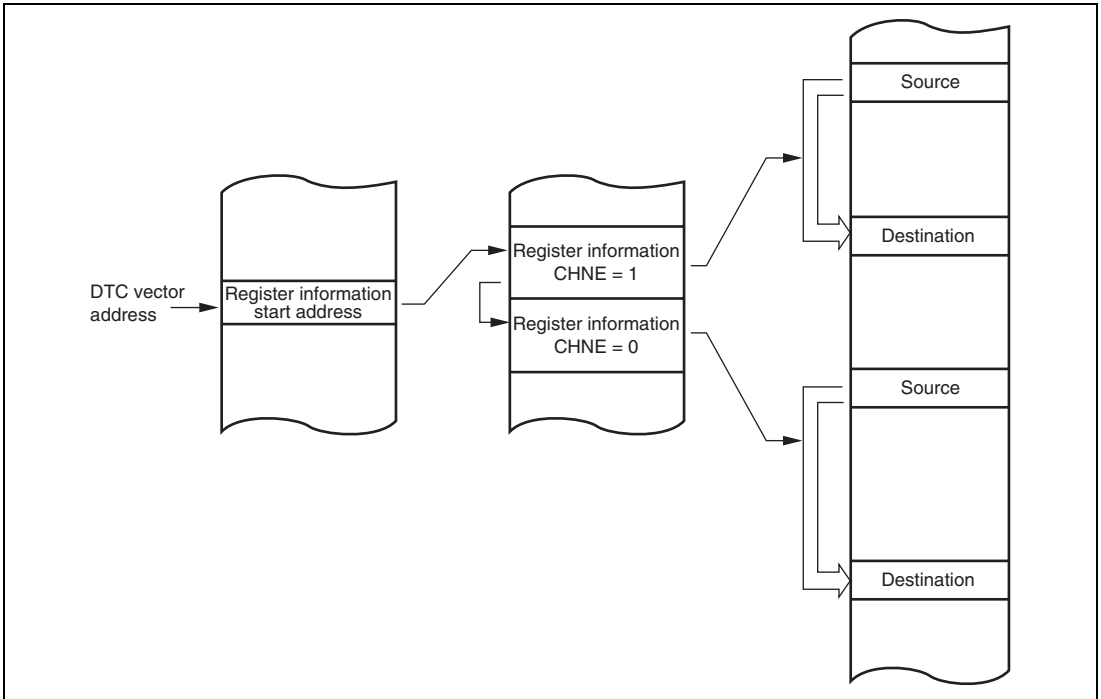 DTC vector
address
Register information
start address
Register information
CHNE = 1
Register information
CHNE = 0
Source
Destination
Source
Destination